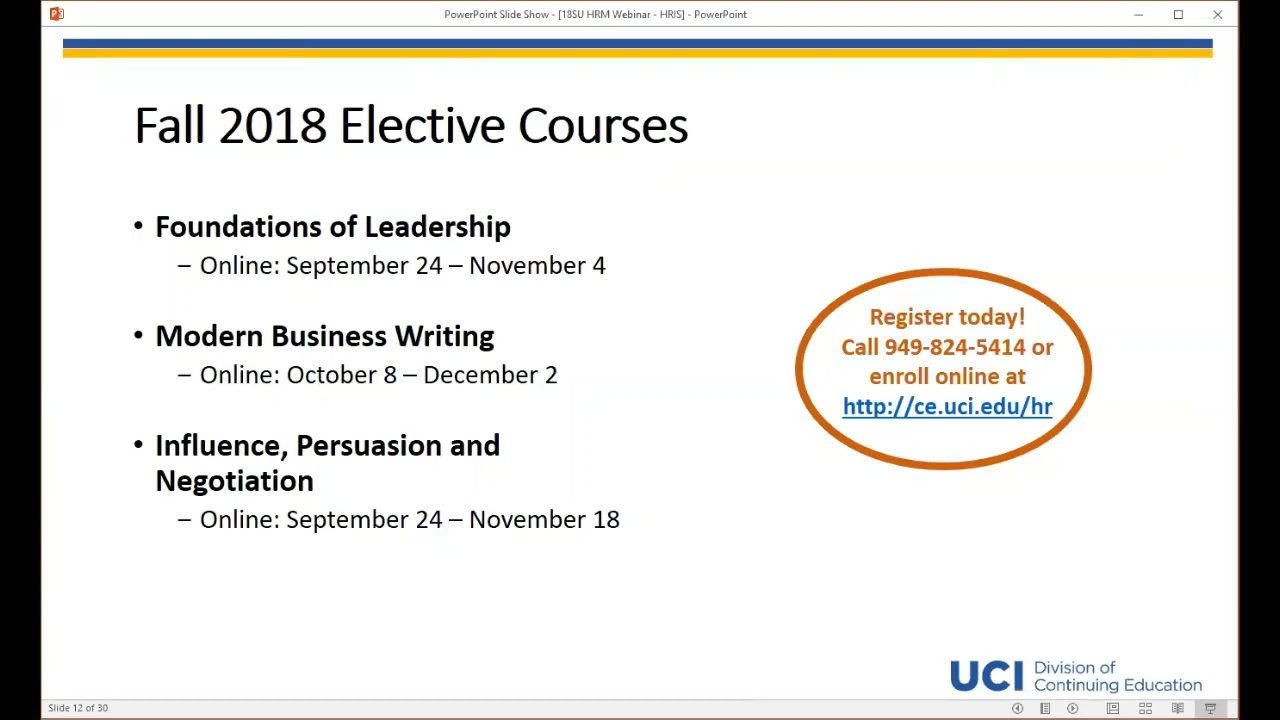 PowerPoint Slide Show - [18SU HRM Webinar - HRIS] - PowerPoint
Fall 2018 Elective Courses
• Foundations of Leadership
– Online: September 24 – November 4
• Modern Business Writing
– Online: October 8 – December 2
• Influence, Persuasion and
Negotiation
– Online: September 24 – November 18
Register today!
Call 949-824-5414 or
enroll online at
http://ce.uci.edu/hr
UCI Division of
Continuing Education
Slide 12 of 30